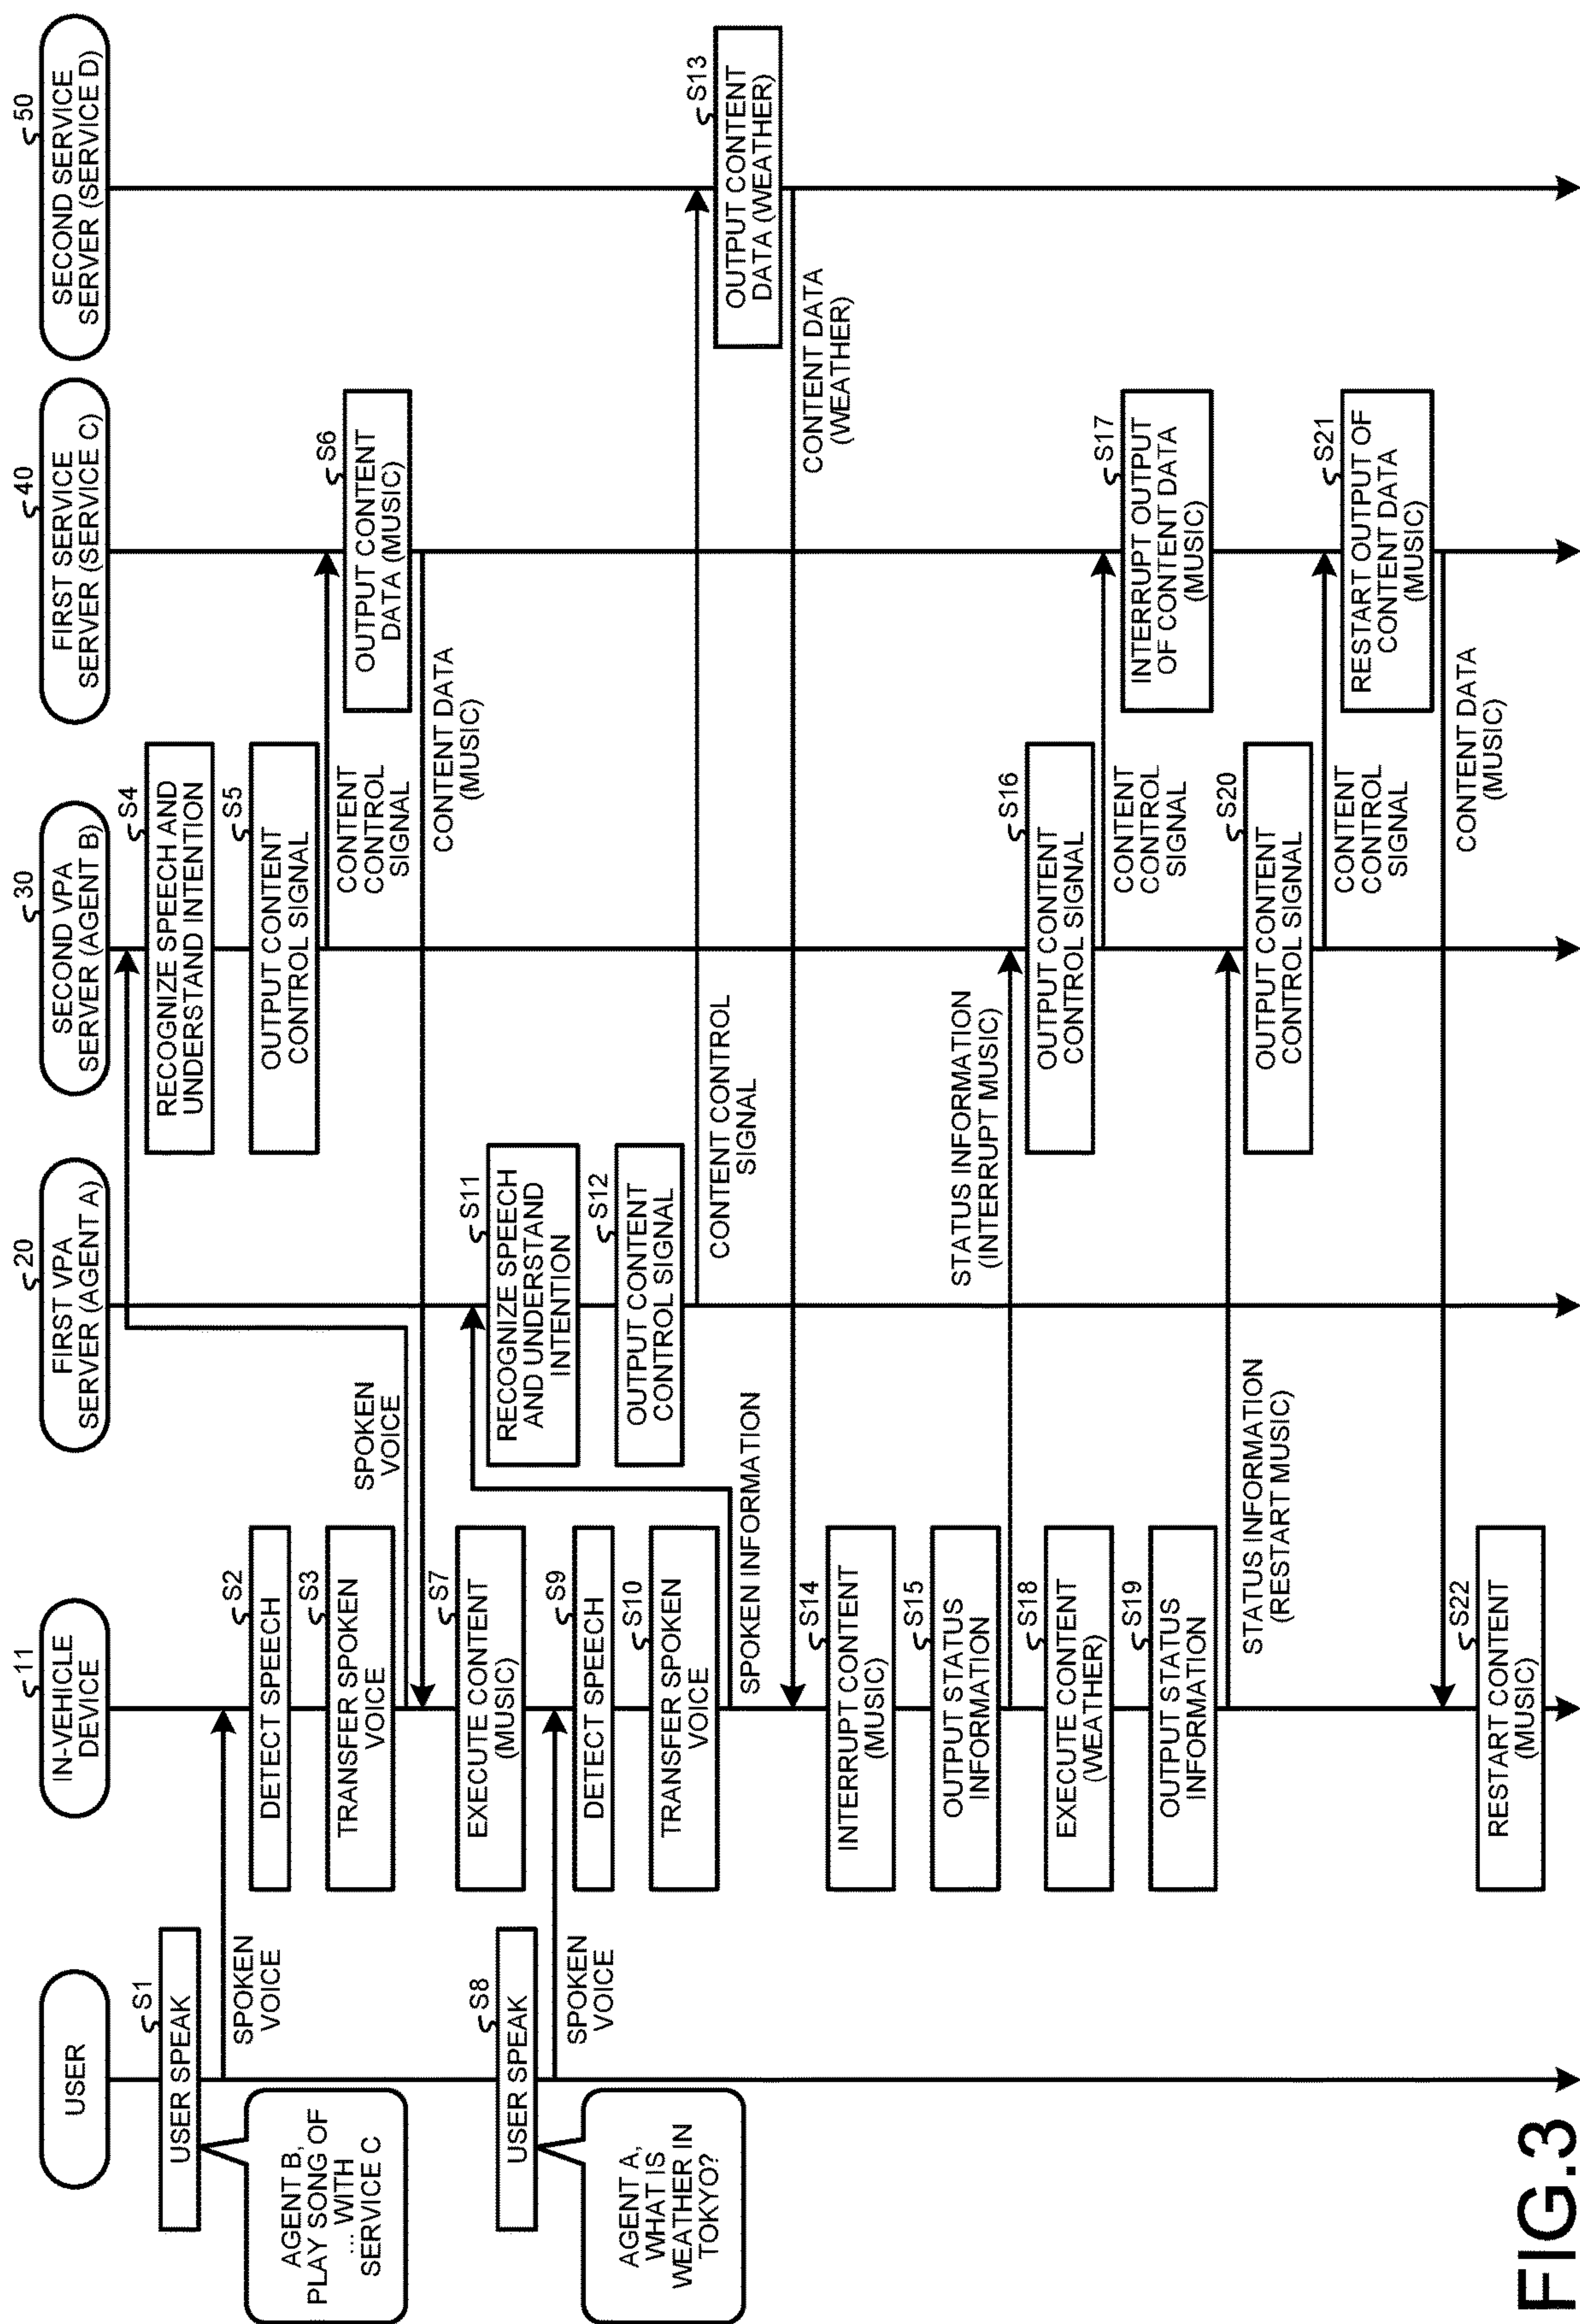 USER
11
IN-VEHICLE
DEVICE
20
FIRST VPA
SERVER (AGENT A)
30
SECOND VPA
SERVER (AGENT B)
40
FIRST SERVICE
SERVER (SERVICE C)
50
SECOND SERVICE
SERVER (SERVICE D)
S1
USER SPEAK
AGENT B,
PLAY SONG OF
... WITH
SERVICE C
SPOKEN
VOICE
S2
DETECT SPEECH
S3
TRANSFER SPOKEN
VOICE
SPOKEN
VOICE
S4
RECOGNIZE SPEECH AND
UNDERSTAND INTENTION
S5
OUTPUT CONTENT
CONTROL SIGNAL
CONTENT
CONTROL
SIGNAL
S6
OUTPUT CONTENT
DATA (MUSIC)
CONTENT DATA
(MUSIC)
S7
EXECUTE CONTENT
(MUSIC)
S8
USER SPEAK
AGENT A,
WHAT IS
WEATHER IN
TOKYO?
SPOKEN
VOICE
S9
DETECT SPEECH
S10
TRANSFER SPOKEN
VOICE
SPOKEN INFORMATION
S11
RECOGNIZE SPEECH
AND UNDERSTAND
INTENTION
S12
OUTPUT CONTENT
CONTROL SIGNAL
CONTENT CONTROL
SIGNAL
S13
OUTPUT CONTENT
DATA (WEATHER)
CONTENT DATA
(WEATHER)
S14
INTERRUPT CONTENT
(MUSIC)
S15
OUTPUT STATUS
INFORMATION
STATUS INFORMATION
(INTERRUPT MUSIC)
S16
OUTPUT CONTENT
CONTROL SIGNAL
CONTENT
CONTROL
SIGNAL
S17
INTERRUPT OUTPUT
OF CONTENT DATA
(MUSIC)
S18
EXECUTE CONTENT
(WEATHER)
S19
OUTPUT STATUS
INFORMATION
STATUS INFORMATION
(RESTART MUSIC)
S20
OUTPUT CONTENT
CONTROL SIGNAL
CONTENT
CONTROL
SIGNAL
S21
RESTART OUTPUT OF
CONTENT DATA
(MUSIC)
CONTENT DATA
(MUSIC)
S22
RESTART CONTENT
(MUSIC)
FIG.3